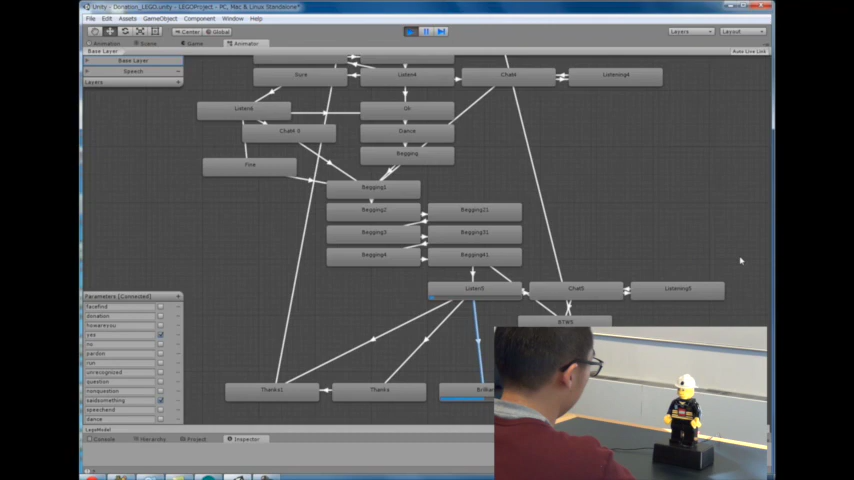 Unity - Donation_LEGO.unity - LEGOProject - PC, Mac & Linux Standalone*
File Edit Assets GameObject Component Window Help
Center Global Layers Layout
Animation Scene Game Animator
Base Layer Auto Live Link
Base Layer
Speech
Layers
Sure Listen4 Chat4 Listening4
Listen6 Oh
Chat4 0 Dance
Fine Begging
Begging1
Begging2 Begging21
Begging3 Begging31
Begging4 Begging41
Listen5 Chat5 Listening5
BTW5
Thanks1 Thanks
Parameters [Connected]
facefind
donation
howareyou
yes
no
pardon
run
unrecognized
question
nonquestion
saidsomething
speechend
dance
LegoModel
Console Hierarchy Project Inspector